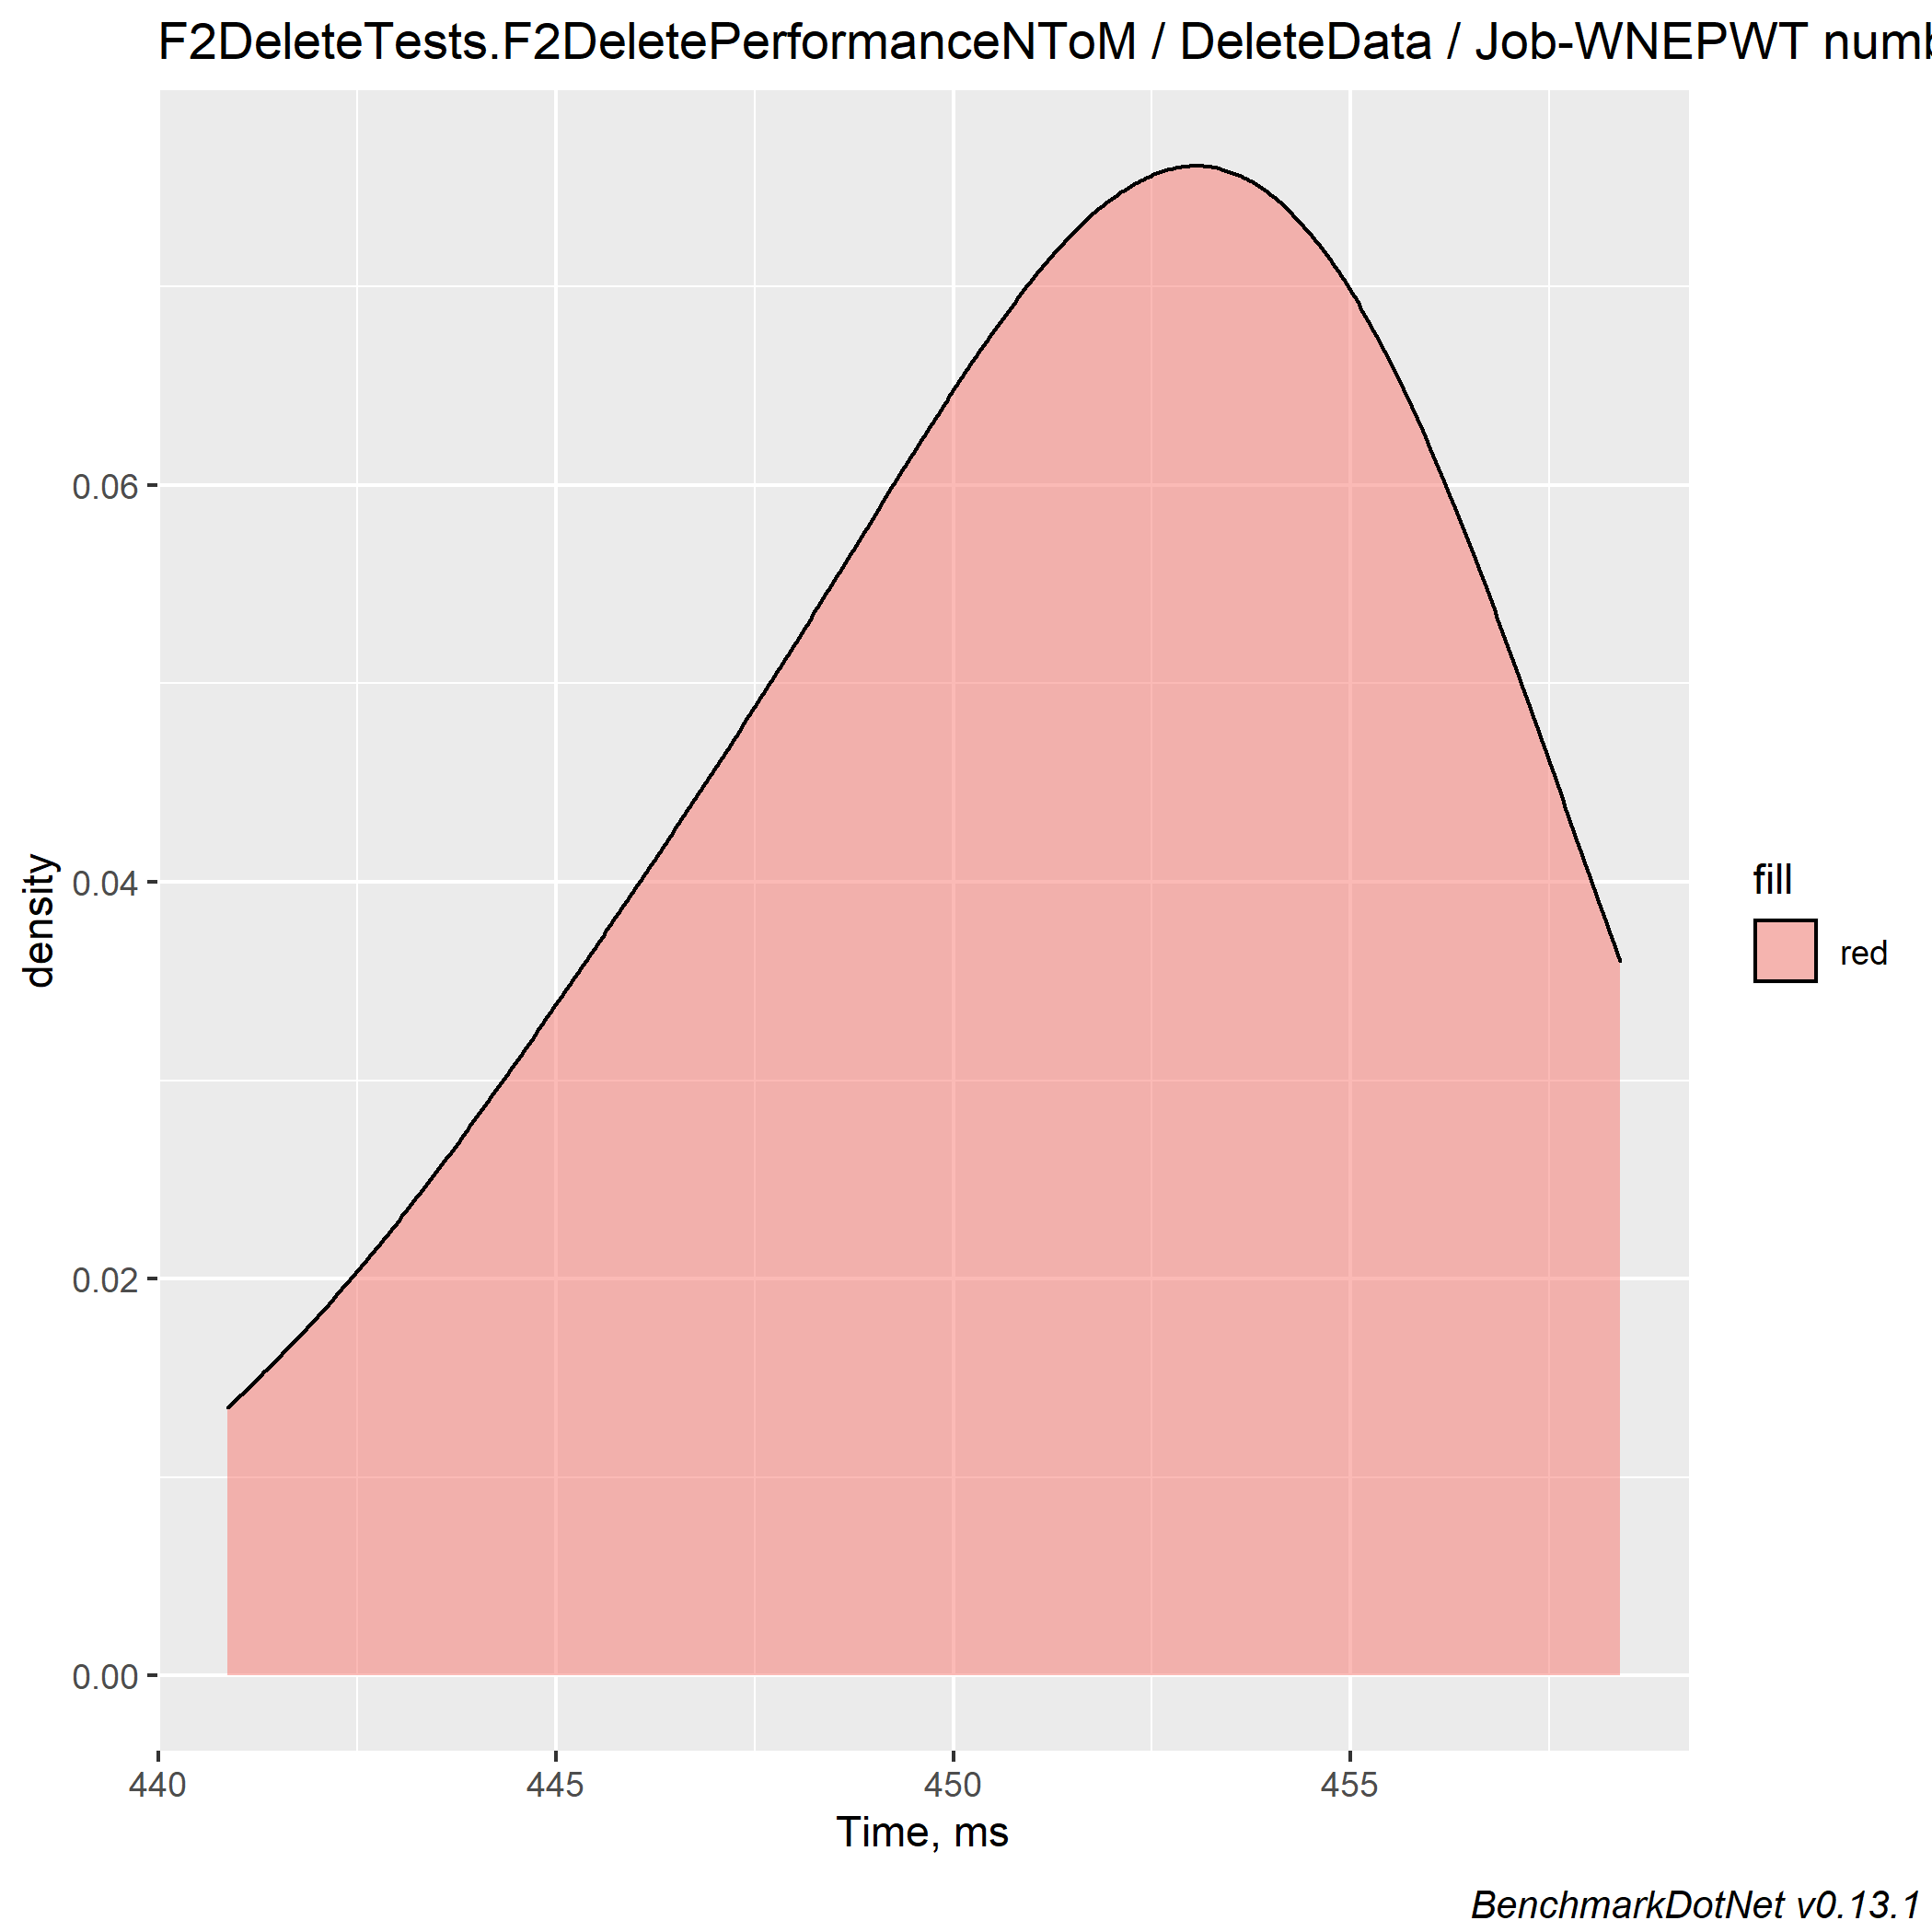 F2DeleteTests.F2DeletePerformanceNToM / DeleteData / Job-WNEPWT
density
0.06
0.04
0.02
0.00
440 445 450 455
Time, ms
fill
red
BenchmarkDotNet v0.13.1